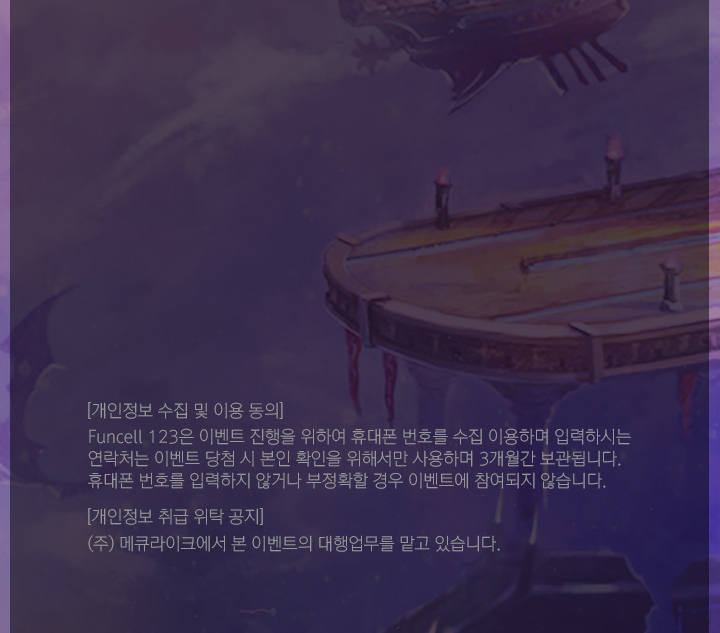 [개인정보 수집 및 이용 동의]
Funcell 123은 이벤트 진행을 위하여 휴대폰 번호를 수집 이용하며 입력하시는
연락처는 이벤트 당첨 시 본인 확인을 위해서만 사용하며 3개월간 보관됩니다.
휴대폰 번호를 입력하지 않거나 부정확할 경우 이벤트에 참여되지 않습니다.
[개인정보 취급 위탁 공지]
(주) 메큐라이크에서 본 이벤트의 대행업무를 맡고 있습니다.